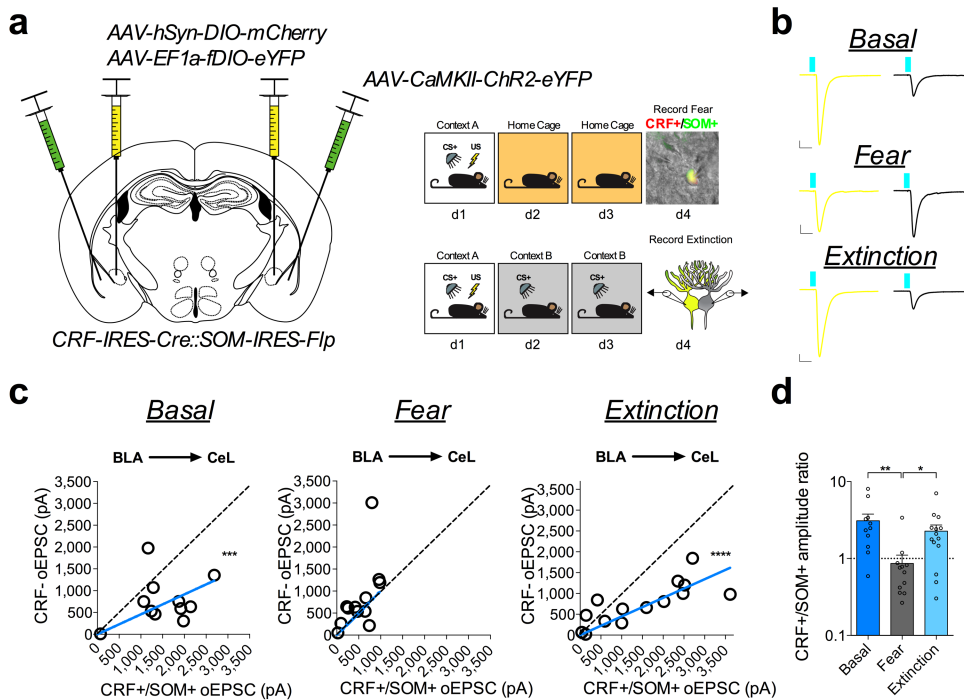 a
AAV-hSyn-DIO-mCherry
AAV-EF1a-fDIO-eYFP
AAV-CaMKII-ChR2-eYFP
CRF-IRES-Cre::SOM-IRES-Flp
Context A
Home Cage
Home Cage
Record Fear
CRF+/SOM+
CS+
US
d1
d2
d3
d4
Context A
Context B
Context B
Record Extinction
CS+
US
CS+
CS+
d1
d2
d3
d4
b
Basal
Fear
Extinction
c
Basal
BLA
CeL
CRF- oEPSC (pA)
3,500
3,000
2,500
2,000
1,500
1,000
500
0
***
0
500
1,000
1,500
2,000
2,500
3,000
3,500
CRF+/SOM+ oEPSC (pA)
Fear
BLA
CeL
CRF- oEPSC (pA)
3,500
3,000
2,500
2,000
1,500
1,000
500
0
0
500
1,000
1,500
2,000
2,500
3,000
3,500
CRF+/SOM+ oEPSC (pA)
Extinction
BLA
CeL
CRF- oEPSC (pA)
3,500
3,000
2,500
2,000
1,500
1,000
500
0
****
0
500
1,000
1,500
2,000
2,500
3,000
3,500
CRF+/SOM+ oEPSC (pA)
d
CRF+/SOM+ amplitude ratio
10
1
0.1
**
*
Basal
Fear
Extinction